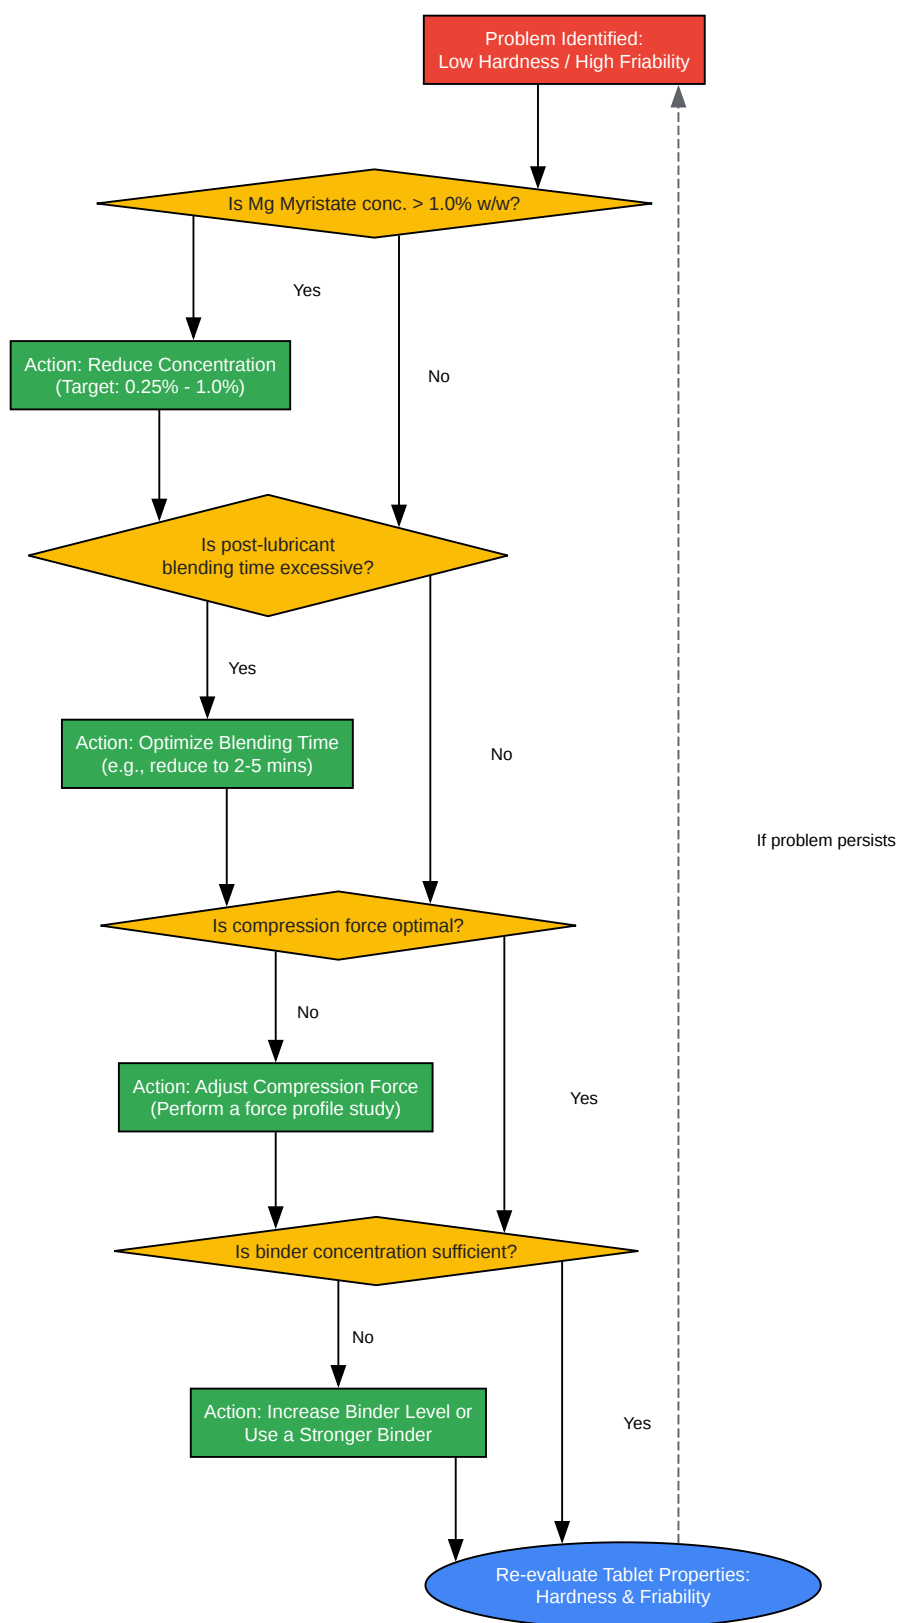 Problem Identified:
Low Hardness / High Friability
Is Mg Myristate conc. > 1.0% w/w?
Yes
Action: Reduce Concentration
(Target: 0.25% - 1.0%)
No
Is post-lubricant
blending time excessive?
Yes
Action: Optimize Blending Time
(e.g., reduce to 2-5 mins)
No
If problem persists
Is compression force optimal?
No
Action: Adjust Compression Force
(Perform a force profile study)
Yes
Is binder concentration sufficient?
No
Action: Increase Binder Level or
Use a Stronger Binder
Yes
Re-evaluate Tablet Properties:
Hardness & Friability